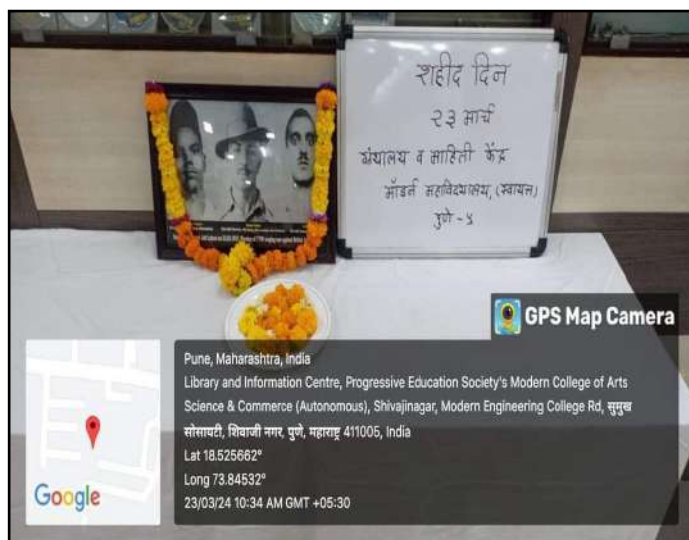 शहीद दिन
२३ मार्च
ग्रंथालय व माहिती केंद्र
मॉडर्न महाविद्यालय, (स्वायत्त)
पुणे - ५
GPS Map Camera
Pune, Maharashtra, India
Library and Information Centre, Progressive Education Society's Modern College of Arts
Science & Commerce (Autonomous), Shivajinagar, Modern Engineering College Rd, सुमुख
सोसायटी, शिवाजी नगर, पुणे, महाराष्ट्र 411005, India
Lat 18.525662°
Long 73.84532°
23/03/24 10:34 AM GMT +05:30
Google